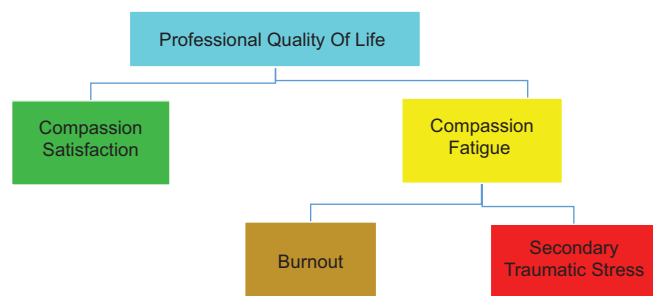 Professional Quality Of Life
Compassion
Satisfaction
Compassion
Fatigue
Burnout
Secondary
Traumatic Stress